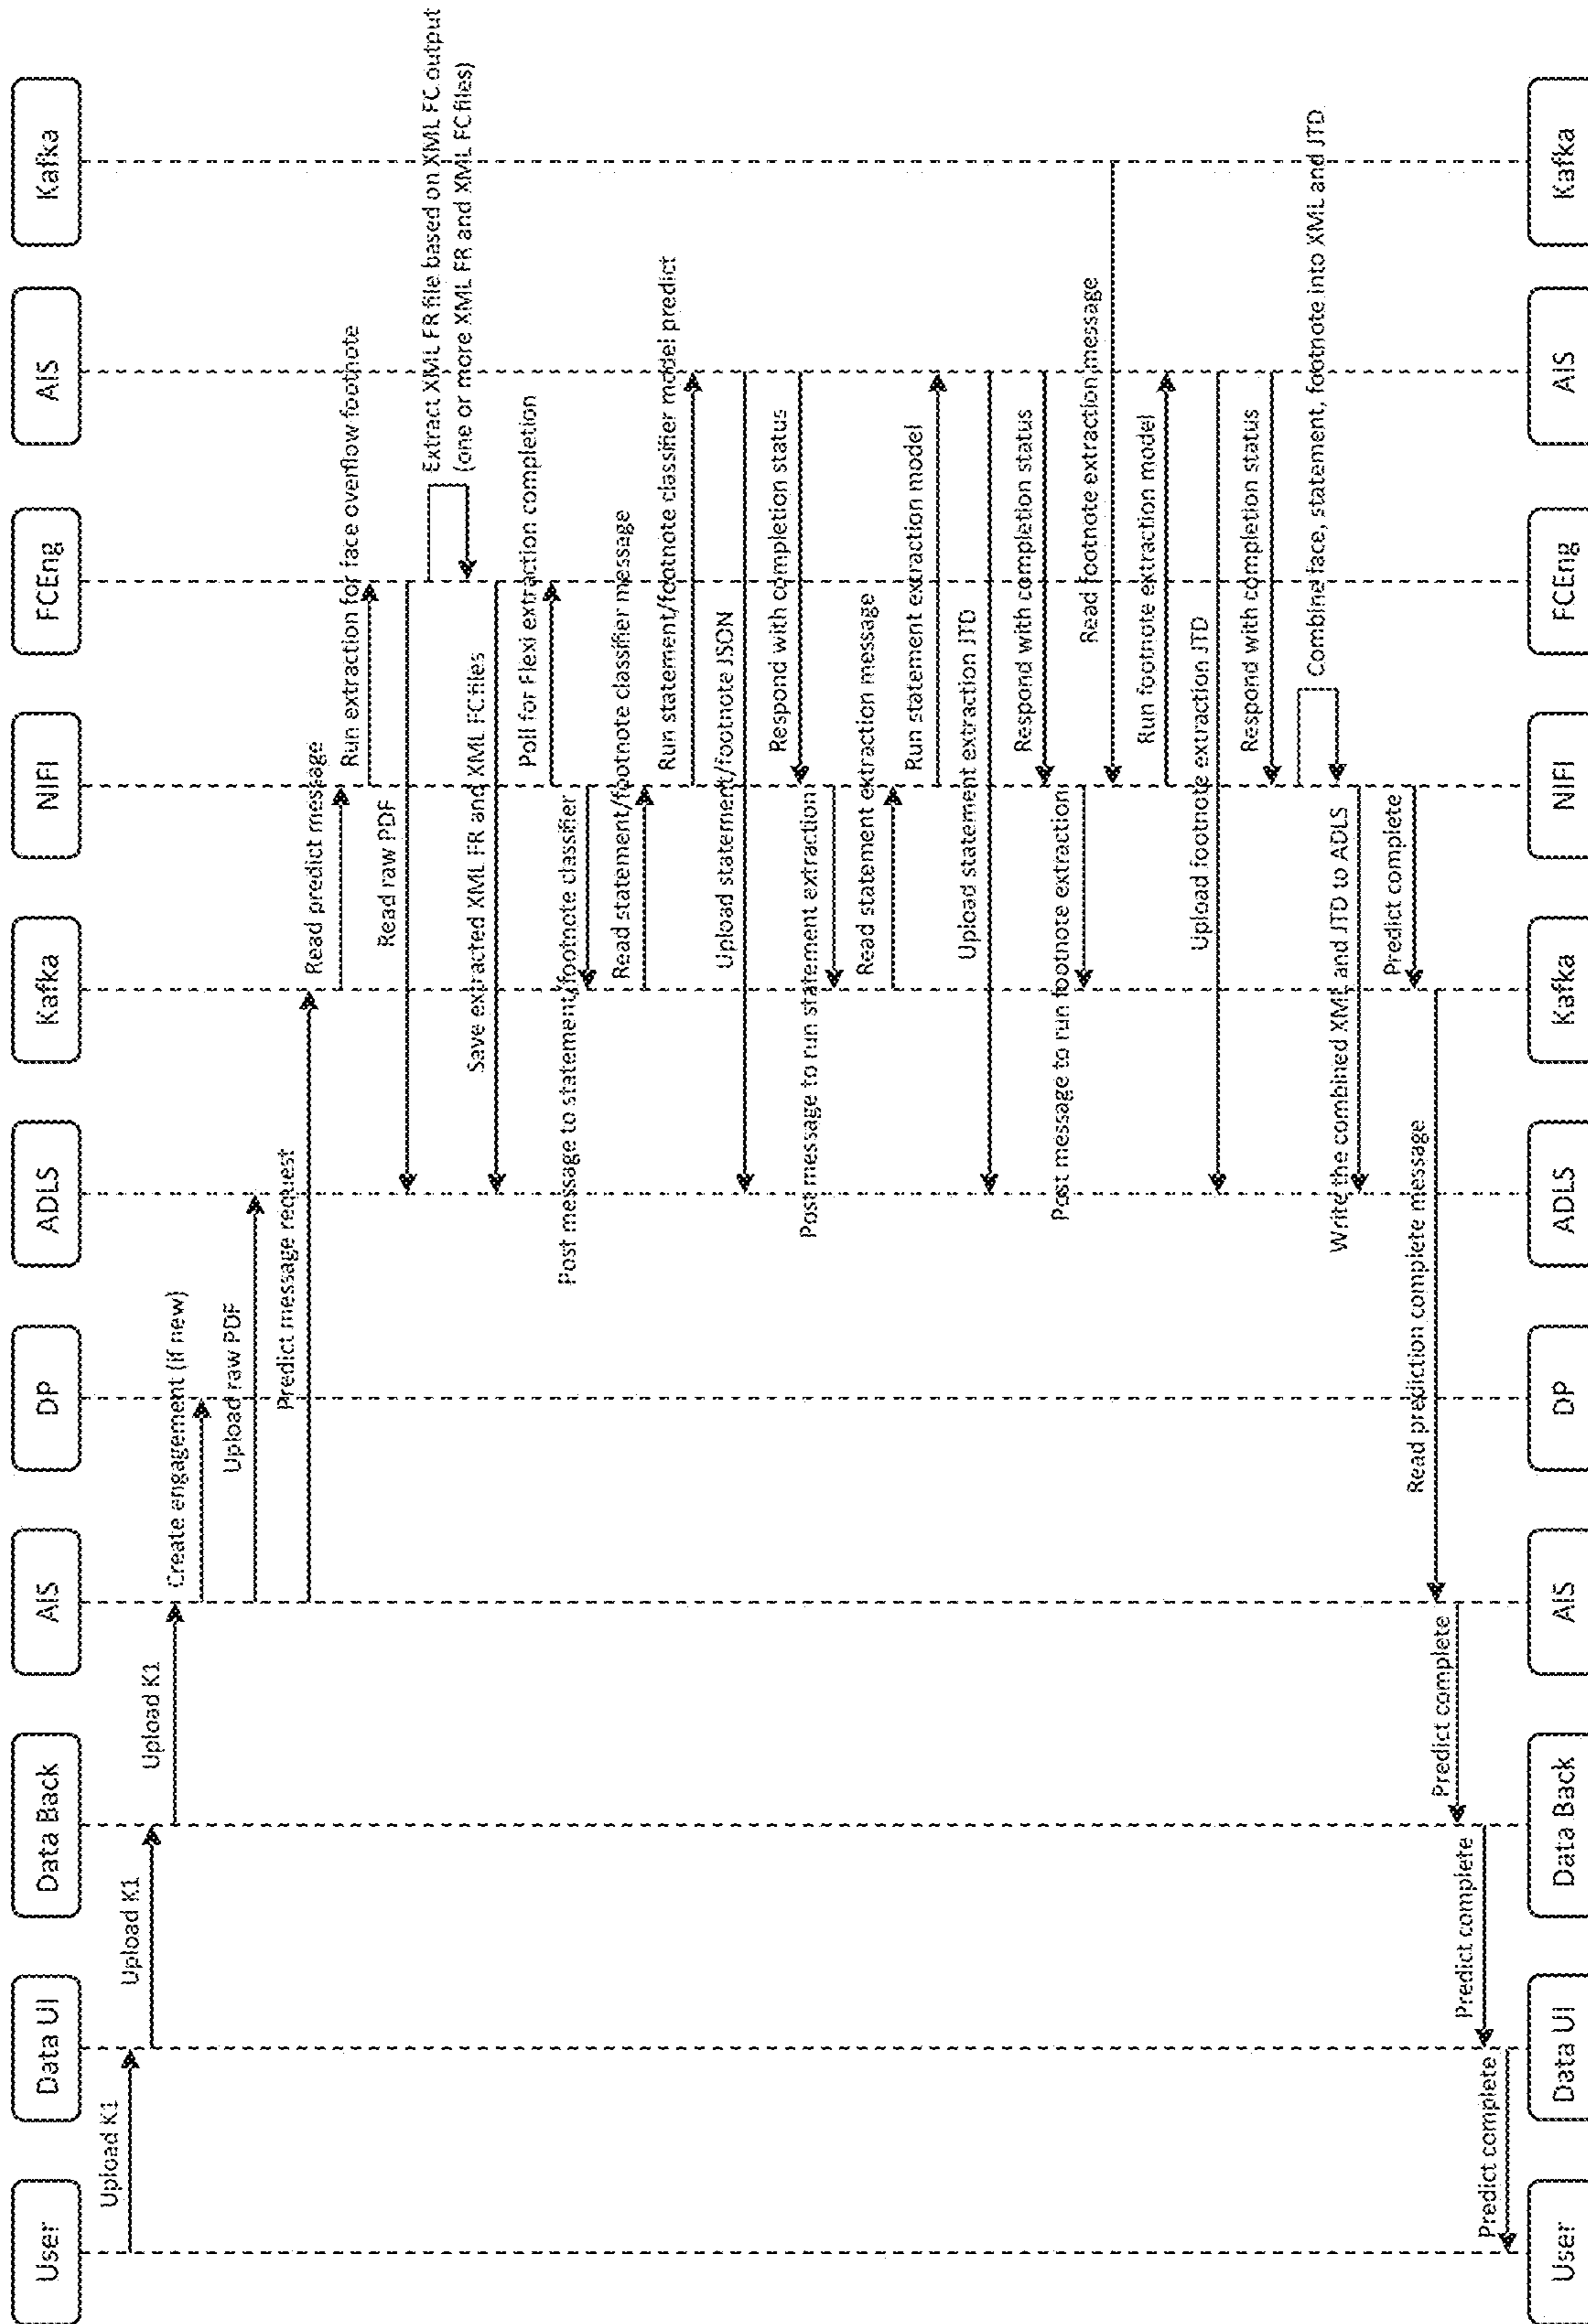 User
Data UI
Data Back
AIS
DP
ADLS
Kafka
NIFI
FCEng
AIS
Kafka
Upload K1
Upload K1
Upload K1
Create engagement (if new)
Upload raw PDF
Predict message request
Read predict message
Run extraction for face overflow footnote
Read raw PDF
Extract XML FR file based on XML FC output
(one or more XML FR and XML FC files)
Save extracted XML FR and XML FC files
Poll for Flexi extraction completion
Post message to statement/footnote classifier
Read statement/footnote classifier message
Run statement/footnote classifier model predict
Upload statement/footnote JSON
Respond with completion status
Post message to run statement extraction
Read statement extraction message
Run statement extraction model
Upload statement extraction JTD
Respond with completion status
Post message to run footnote extraction
Read footnote extraction message
Run footnote extraction model
Upload footnote extraction JTD
Respond with completion status
Combine face, statement, footnote into XML and JTD
Write the combined XML and JTD to ADLS
Predict complete
Read prediction complete message
Predict complete
Predict complete
Predict complete
User
Data UI
Data Back
AIS
DP
ADLS
Kafka
NIFI
FCEng
AIS
Kafka